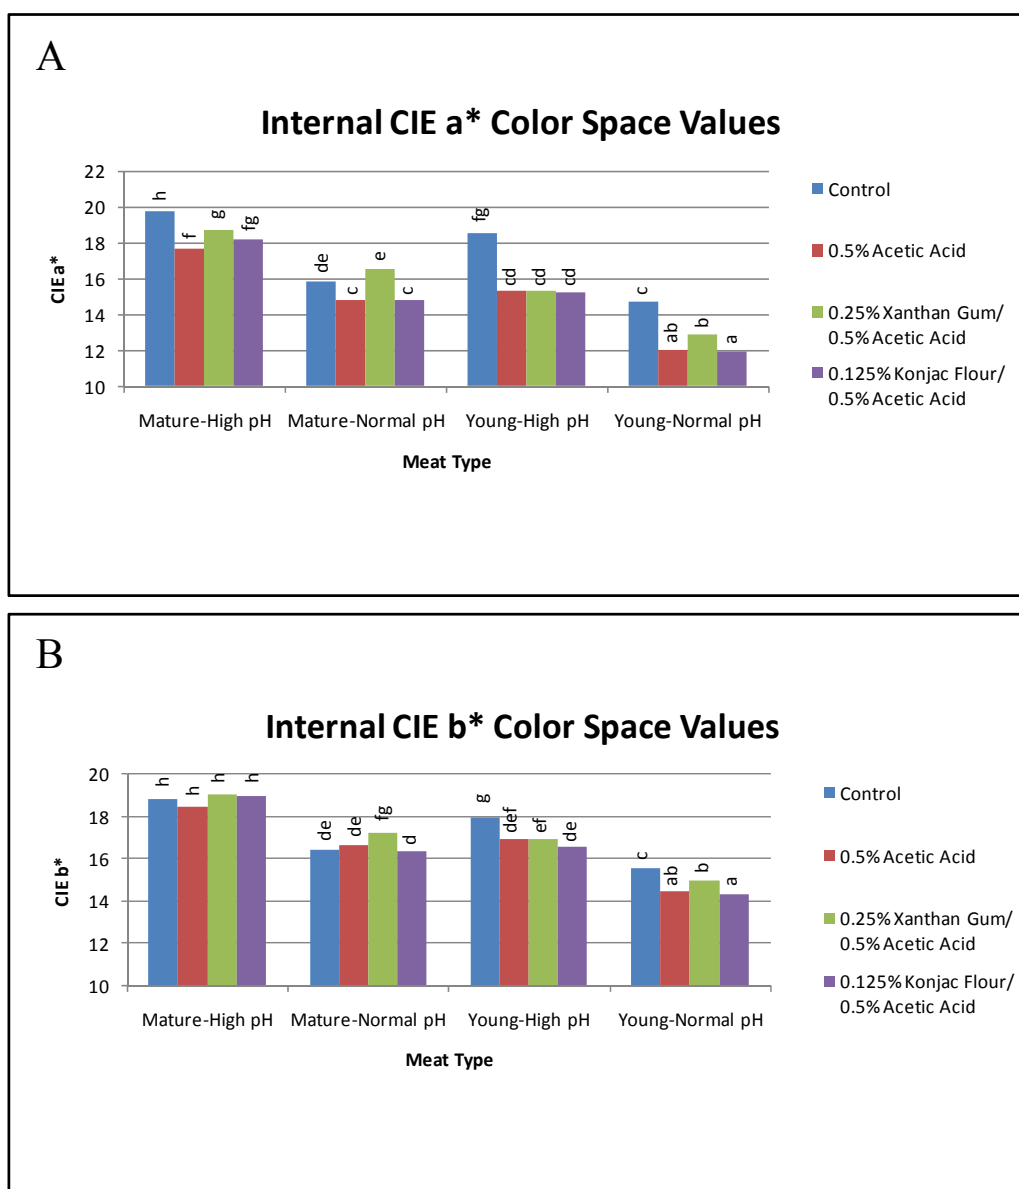 A
Internal CIE a* Color Space Values
22
20
18
16
14
12
10
CIE a*
h
f
g
fg
de
c
e
c
fg
cd
cd
cd
c
ab
b
a
Mature-High pH
Mature-Normal pH
Young-High pH
Young-Normal pH
Meat Type
Control
0.5% Acetic Acid
0.25% Xanthan Gum/
0.5% Acetic Acid
0.125% Konjac Flour/
0.5% Acetic Acid
B
Internal CIE b* Color Space Values
20
18
16
14
12
10
CIE b*
h
h
h
h
de
de
fg
d
g
def
ef
de
c
ab
b
a
Mature-High pH
Mature-Normal pH
Young-High pH
Young-Normal pH
Meat Type
Control
0.5% Acetic Acid
0.25% Xanthan Gum/
0.5% Acetic Acid
0.125% Konjac Flour/
0.5% Acetic Acid